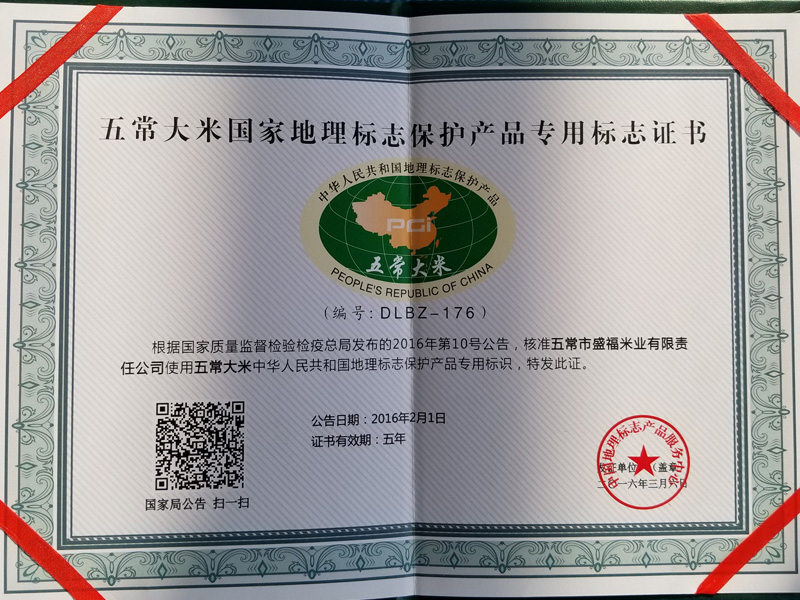 五常大米国家地理标志保护产品专用标志证书
中华人民共和国地理标志保护产品
PGI
五常大米
PEOPLE'S REPUBLIC OF CHINA
（编号：DLBZ-176）
根据国家质量监督检验检疫总局发布的2016年第10号公告，核准五常市盛福米业有限责
任公司使用五常大米中华人民共和国地理标志保护产品专用标识，特发此证。
公告日期：2016年2月1日
证书有效期：五年
国家局公告 扫一扫
地理标志产品服务中心
证单位（盖章
二〇一六年三月八日